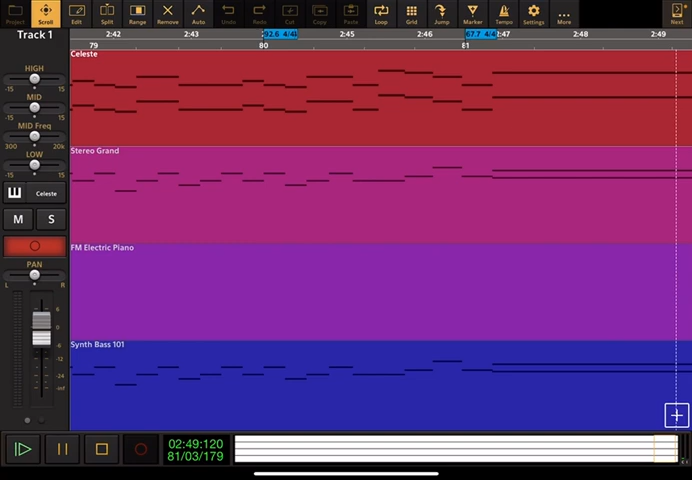 Project Scroll Edit Split Range Remove Auto Undo Redo Cut Copy Paste Loop Grid Jump Marker Tempo Settings More Next
Track 1
2:42 2:43 92.6 4/4 2:45 2:46 67.7 4/4 2:47 2:48 2:49
79 80 81
HIGH
-15 15
MID
-15 15
MID Freq
300 20k
LOW
-15 15
Celeste
M S
PAN
L R
6
0
-6
-12
-24
-inf
Celeste
Stereo Grand
FM Electric Piano
Synth Bass 101
02:49:120
81/03/179